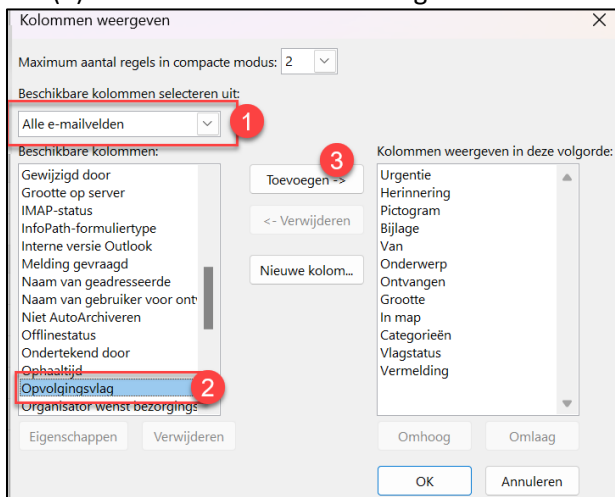 Kolommen weergeven
Maximum aantal regels in compacte modus: 2
Beschikbare kolommen selecteren uit:
Alle e-mailvelden
1
Beschikbare kolommen:
Gewijzigd door
Grootte op server
IMAP-status
InfoPath-formuliertype
Interne versie Outlook
Melding gevraagd
Naam van geadresseerde
Naam van gebruiker voor ontv
Niet AutoArchiveren
Offlinestatus
Ondertekend door
Ophaaltijd
Opvolgingsvlag
2
Organisator wenst bezorgings
Eigenschappen
Verwijderen
3
Toevoegen ->
<- Verwijderen
Nieuwe kolom...
Kolommen weergeven in deze volgorde:
Urgentie
Herinnering
Pictogram
Bijlage
Van
Onderwerp
Ontvangen
Grootte
In map
Categorieën
Vlagstatus
Vermelding
Omhoog
Omlaag
OK
Annuleren